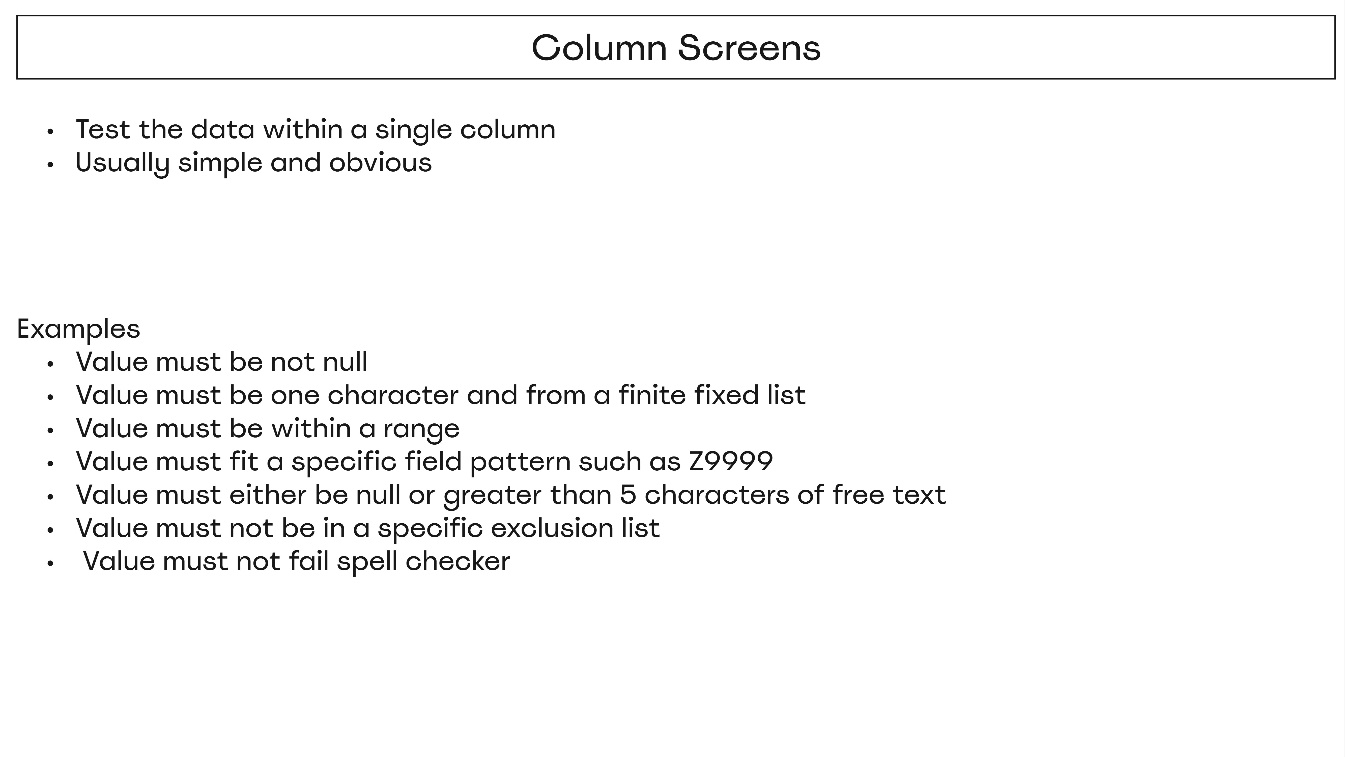 Column Screens
• Test the data within a single column
• Usually simple and obvious
Examples
• Value must be not null
• Value must be one character and from a finite fixed list
• Value must be within a range
• Value must fit a specific field pattern such as Z9999
• Value must either be null or greater than 5 characters of free text
• Value must not be in a specific exclusion list
• Value must not fail spell checker